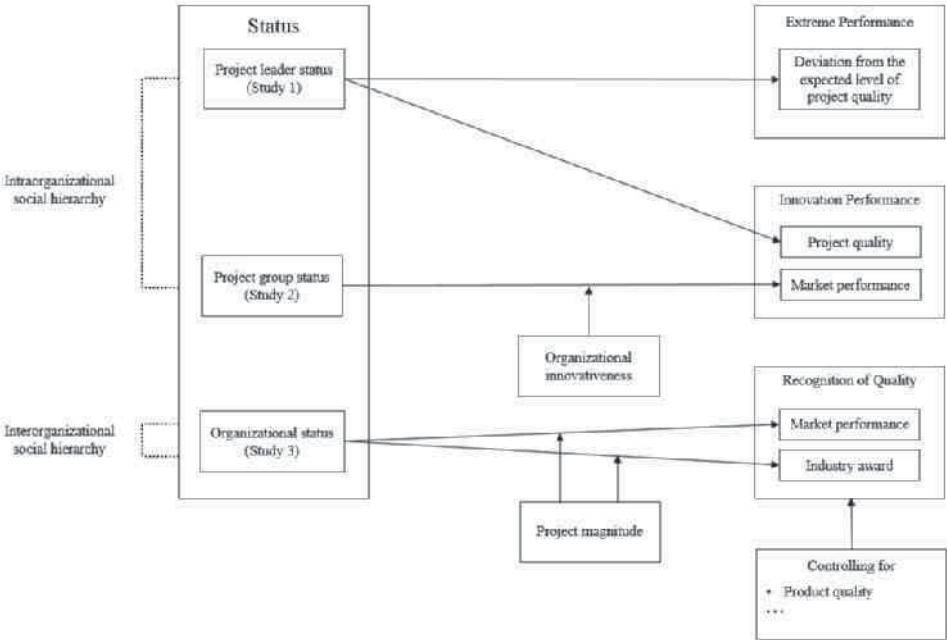 Status
Project leader status
(Study 1)
Extreme Performance
Deviation from the
expected level of
project quality
Intraorganizational
social hierarchy
Innovation Performance
Project quality
Project group status
(Study 2)
Market performance
Organizational
innovativeness
Recognition of Quality
Interorganizational
social hierarchy
Organizational status
(Study 3)
Market performance
Industry award
Project magnitude
Controlling for
• Product quality
• • •